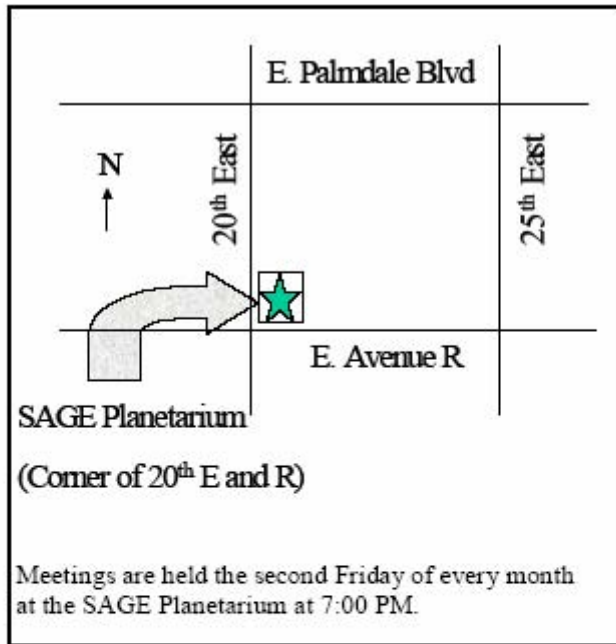 E. Palmdale Blvd
N
20th East
25th East
E. Avenue R
SAGE Planetarium
(Corner of 20th E and R)
Meetings are held the second Friday of every month
at the SAGE Planetarium at 7:00 PM.